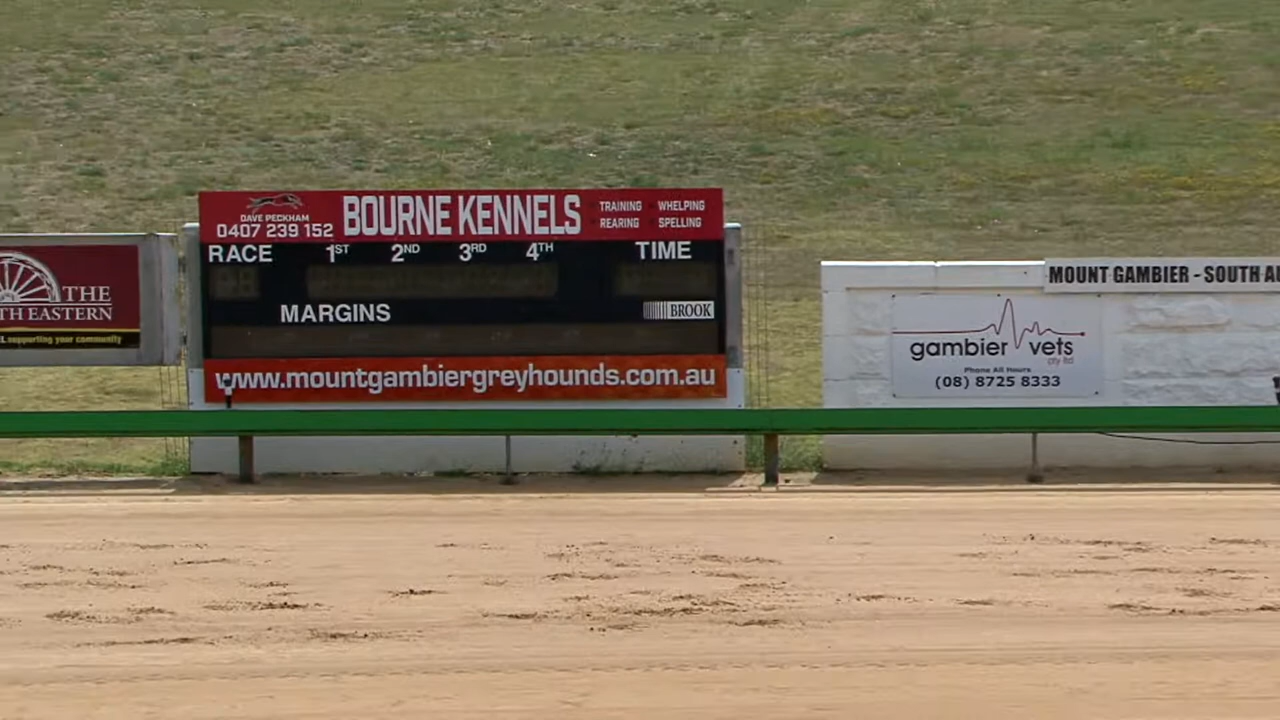 DAVE PECKHAM
0407 239 152
BOURNE KENNELS
TRAINING WHELPING
REARING SPELLING
RACE 1ST 2ND 3RD 4TH TIME
MARGINS
BROOK
www.mountgambiergreyhounds.com.au
THE
TH EASTERN
supporting your community
MOUNT GAMBIER - SOUTH
gambier vets
pty ltd
Phone All Hours
(08) 8725 8333